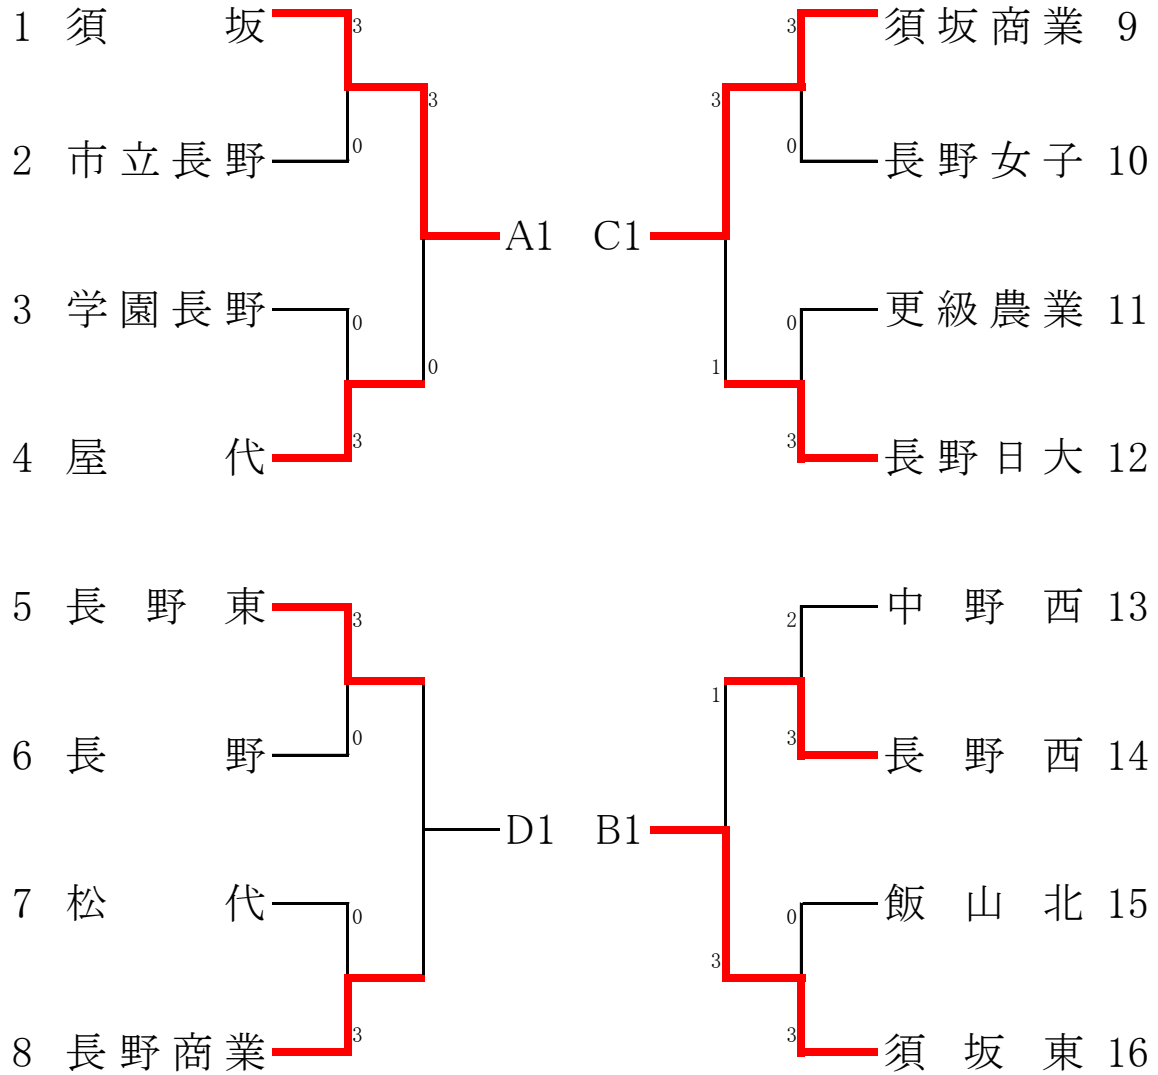 1 須坂 3 3 須坂商業 9
3 3
2 市立長野 0 0 長野女子 10
A1 C1
3 学園長野 0 0 更級農業 11
0 1
4 屋代 3 3 長野日大 12
5 長野東 3 2 中野西 13
1
6 長野 0 3 長野西 14
D1 B1
7 松代 0 0 飯山北 15
3
8 長野商業 3 3 須坂東 16